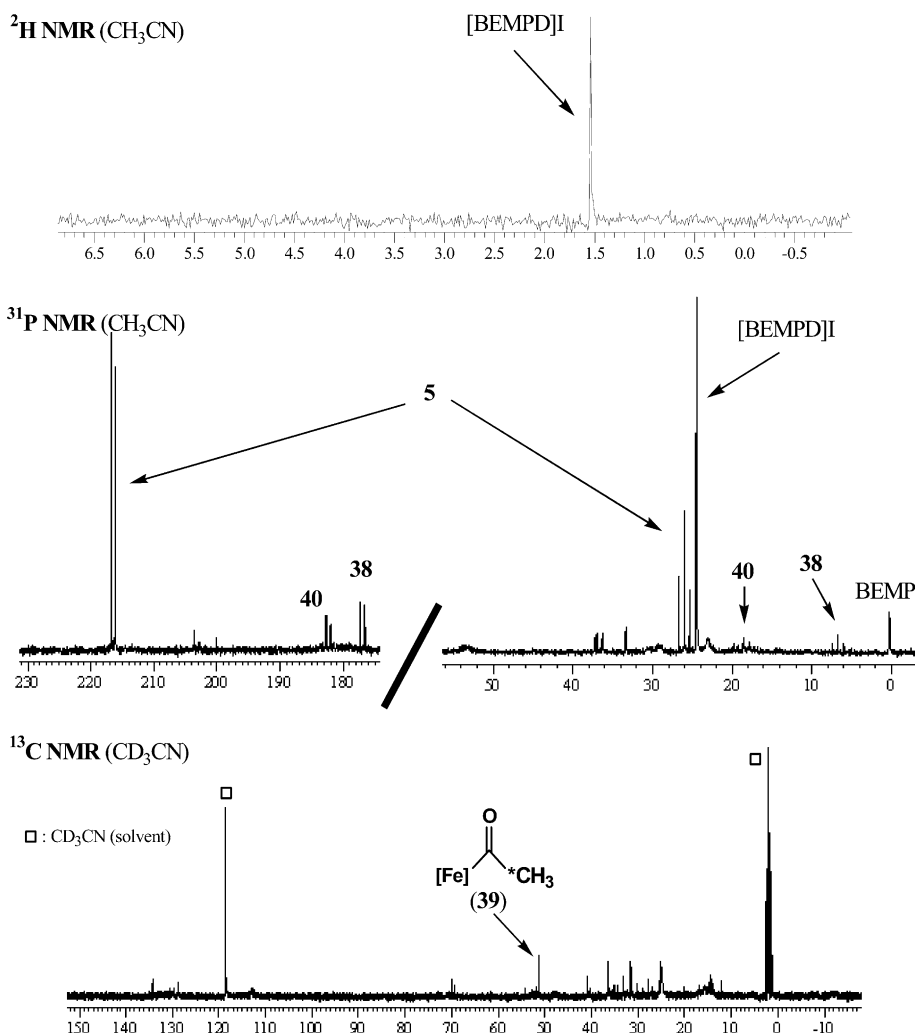 ²H NMR (CH₃CN)
[BEMPD]I
6.5 6.0 5.5 5.0 4.5 4.0 3.5 3.0 2.5 2.0 1.5 1.0 0.5 0.0 -0.5
³¹P NMR (CH₃CN)
[BEMPD]I
5
40
38
40
38
BEMP
230 220 210 200 190 180 50 40 30 20 10 0
¹³C NMR (CD₃CN)
□ : CD₃CN (solvent)
O
[Fe] *CH₃
(39)
150 140 130 120 110 100 90 80 70 60 50 40 30 20 10 -10